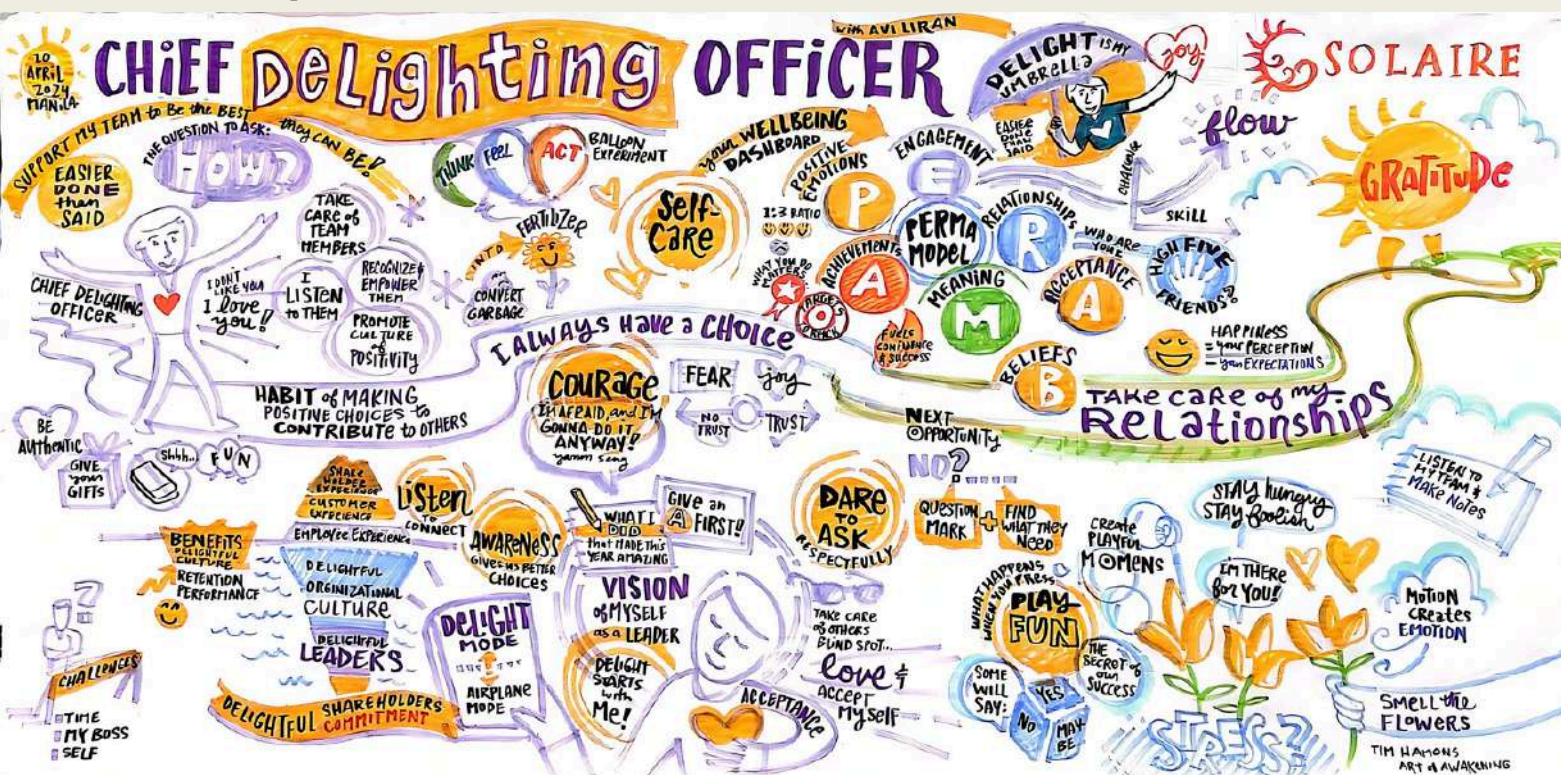 10
APRIL
2024
MANILA
CHIEF DELIGHTING OFFICER
with AVI LIRAN
DELIGHT IS MY
UMBRELLA
joy
SOLAIRE
SUPPORT MY TEAM to Be the BEST they CAN BE!
THE QUESTION TO ASK:
HOW?
EASIER
DONE
then
SAID
CHIEF DELIGHTING
OFFICER
I DON'T
LIKE YOU
I love
you!!
TAKE
CARE of
TEAM
MEMBERS
I
LISTEN
to THEM
RECOGNIZE &
EMPOWER
THEM
PROMOTE
CULTURE
of
POSITIVITY
THINK
FEEL
ACT
BALLOON
EXPERIMENT
CONVERT
GARBAGE
INTO
FERTILIZER
Self-
Care
your WELLBEING
DASHBOARD
POSITIVE
EMOTIONS
P
1:3 RATIO
ENGAGEMENT
E
PERMA
MODEL
RELATIONSHIPS
R
WHO ARE
YOUR
HIGH FIVE
FRIENDS?
MEANING
M
ACHIEVEMENTS
A
WHAT YOU DO
MATTERS..
TARGETS
FUELS
CONFIDENCE
& SUCCESS
ACCEPTANCE
A
BELIEFS
B
EASIER
DONE
THAN
SAID
flow
CHALLENGE
SKILL
GRATITUDE
HAPPINESS
= your PERCEPTION
- your EXPECTATIONS
I ALWAYS HAVE a CHOICE
HABIT of MAKING
POSITIVE CHOICES to
CONTRIBUTE to OTHERS
COURAGE
I'M AFRAID, and I'M
GONNA DO IT
ANYWAY!
yamm seng
FEAR
joy
NO
TRUST
TRUST
TAKE CARE of my
Relationships
BE
AUTHENTIC
GIVE
your
GIFTS
Shhh...
FUN
SHARE
HOLDER
EXPERIENCE
CUSTOMER
EXPERIENCE
EMPLOYEE EXPERIENCE
DELIGHTFUL
ORGINIZATIONAL
CULTURE
DELIGHTFUL
LEADERS
DELIGHTFUL SHAREHOLDERS
COMMITMENT
BENEFITS
DELIGHTFUL
CULTURE
RETENTION
PERFORMANCE
?
CHALLENGES
TIME
MY BOSS
SELF
Listen
to
CONNECT
AWARENESS
GIVES US BETTER
CHOICES
DELIGHT
MODE
AIRPLANE
MODE
WHAT I
DID
that MADE This
YEAR AMAZING
GIVE an
A FIRST!!
VISION
of MYSELF
as a LEADER
DELIGHT
STARTS
with
Me!
ACCEPTANCE
DARE
TO
ASK
RESPECTFULLY
TAKE CARE
of OTHERS
BLIND SPOT...
love &
ACCEPT
MYSELF
NEXT
OPPORTUNITY
NO?....
QUESTION
MARK
+
FIND
WHAT THEY
NEED
WHAT HAPPENS
WHEN YOU PRESS
PLAY
FUN
SOME
WILL
SAY:
YES
NO
MAY
BE
THE
SECRET of
OUR
SUCCESS
CREATE
PLAYFUL
MOMENS
STAY hungry
STAY foolish
I'M THERE
for YOU!
STRESS??
- LISTEN TO
MY TEAM &
MAKE NOTES
MOTION
CREATES
EMOTION
SMELL the
FLOWERS
TIM HAMONS
ART of AWAKENING